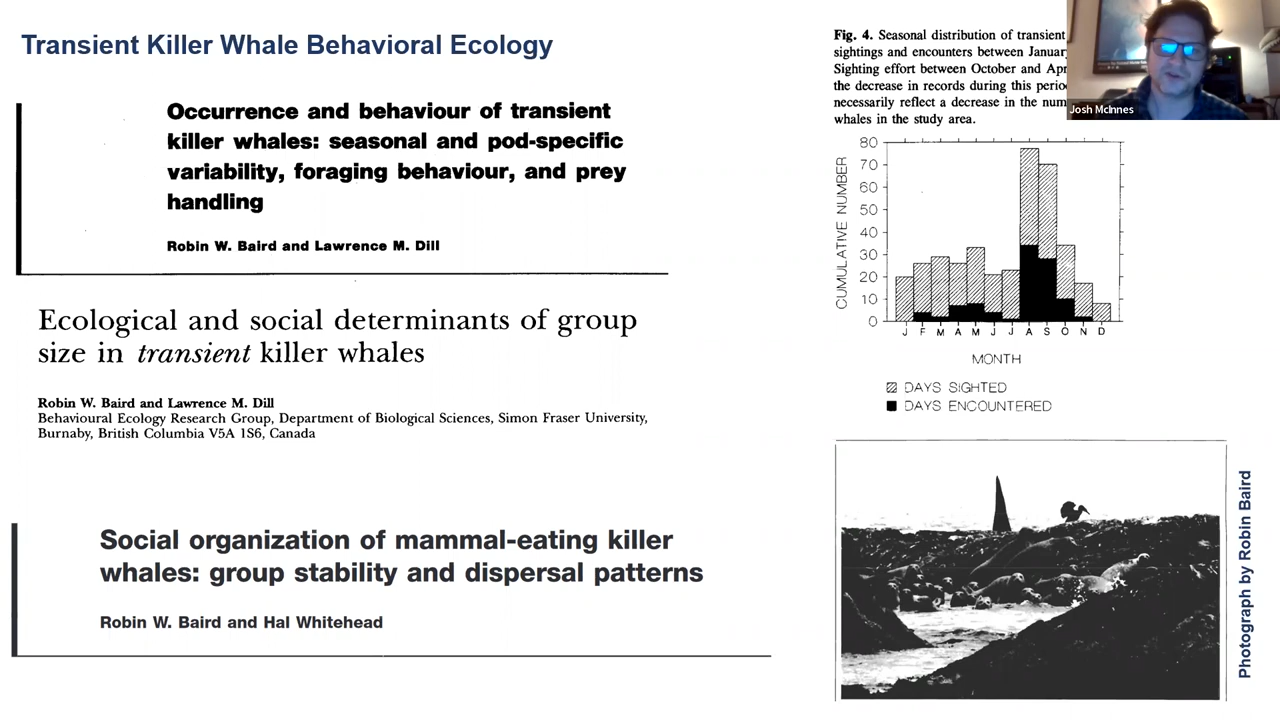 Transient Killer Whale Behavioral Ecology
Occurrence and behaviour of transient
killer whales: seasonal and pod-specific
variability, foraging behaviour, and prey
handling
Robin W. Baird and Lawrence M. Dill
Ecological and social determinants of group
size in transient killer whales
Robin W. Baird and Lawrence M. Dill
Behavioural Ecology Research Group, Department of Biological Sciences, Simon Fraser University,
Burnaby, British Columbia V5A 1S6, Canada
Social organization of mammal-eating killer
whales: group stability and dispersal patterns
Robin W. Baird and Hal Whitehead
Fig. 4. Seasonal distribution of transient
sightings and encounters between
Sighting effort between October and
the decrease in records during this
necessarily reflect a decrease in the
whales in the study area.
Josh McInnes
CUMULATIVE NUMBER
80
70
60
50
40
30
20
10
0
J F M A M J J A S O N D
MONTH
DAYS SIGHTED
DAYS ENCOUNTERED
Photograph by Robin Baird